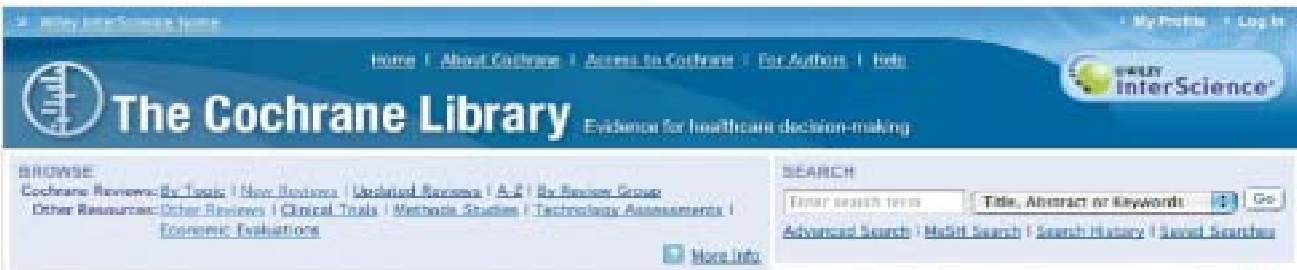 Wiley InterScience Home
My Profile | Log In
Home | About Cochrane | Access to Cochrane | For Authors | Help
WILEY
InterScience®
The Cochrane Library Evidence for healthcare decision-making
BROWSE
Cochrane Reviews: By Topic | New Reviews | Updated Reviews | A-Z | By Review Group
Other Resources: Other Reviews | Clinical Trials | Methods Studies | Technology Assessments |
Economic Evaluations
More Info
SEARCH
Enter search term Title, Abstract or Keywords Go
Advanced Search | MeSH Search | Search History | Saved Searches